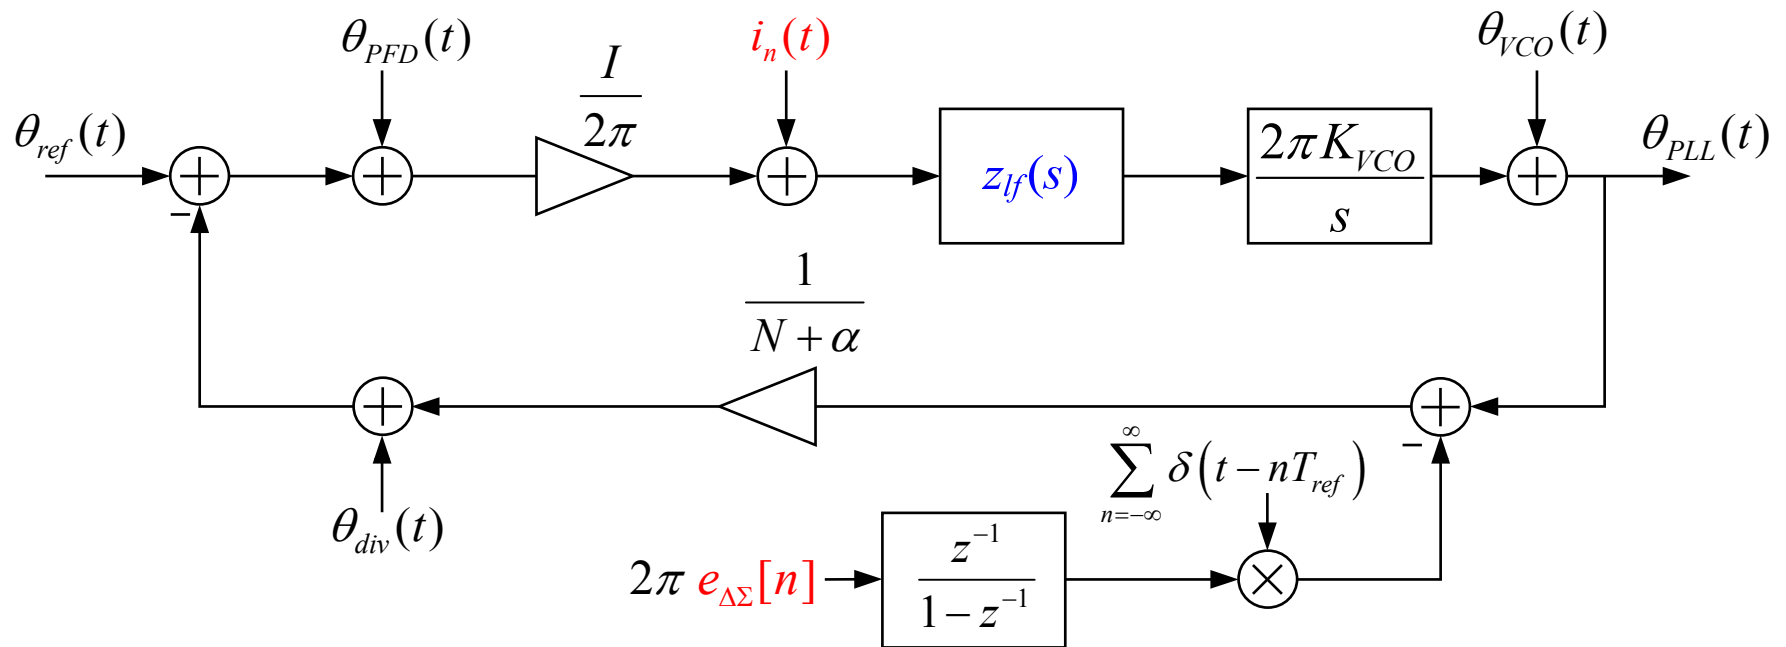 θ_PFD(t)
i_n(t)
θ_VCO(t)
I
2π
θ_ref(t)
+
+
+
z_lf(s)
2πK_VCO
s
+
θ_PLL(t)
-
1
N + α
+
+
-
∞
∑ δ(t − nT_ref)
n=−∞
θ_div(t)
2π e_ΔΣ[n]
z⁻¹
1 − z⁻¹
×